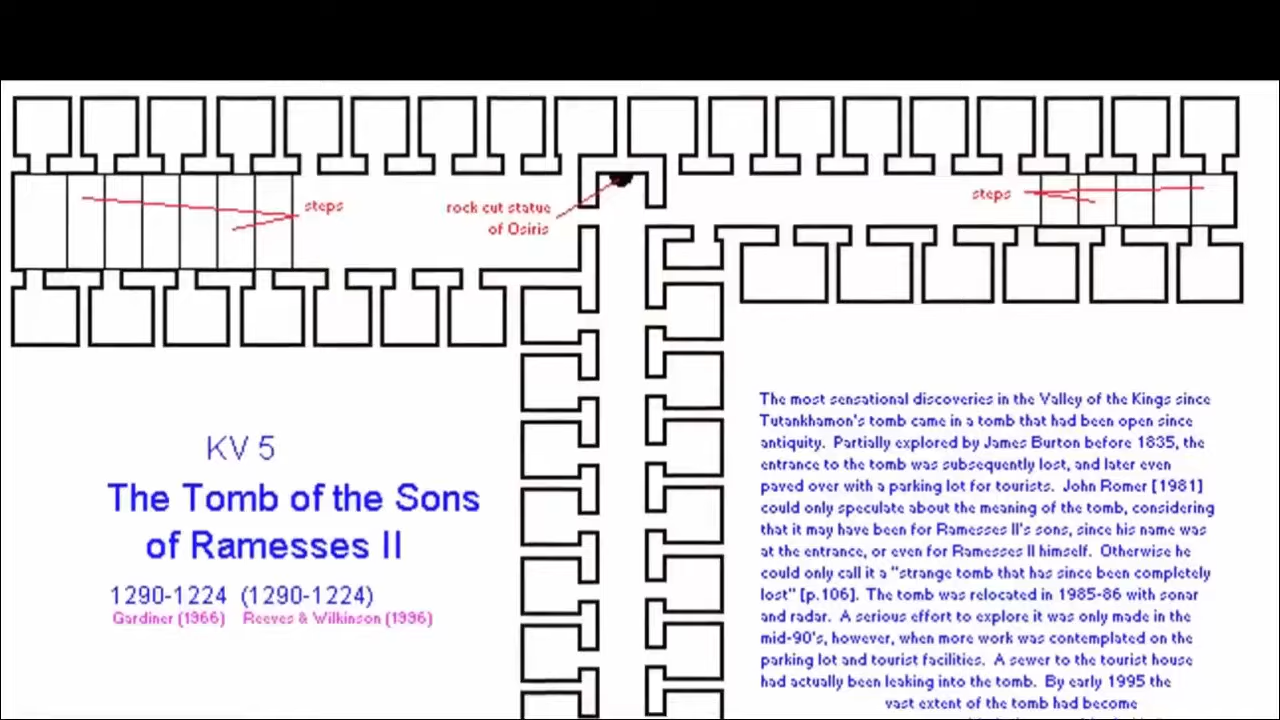 steps
rock cut statue
of Osiris
steps
KV 5
The Tomb of the Sons
of Ramesses II
1290-1224 (1290-1224)
Gardiner (1966) Reeves & Wilkinson (1996)
The most sensational discoveries in the Valley of the Kings since
Tutankhamon's tomb came in a tomb that had been open since
antiquity. Partially explored by James Burton before 1835, the
entrance to the tomb was subsequently lost, and later even
paved over with a parking lot for tourists. John Romer [1981]
could only speculate about the meaning of the tomb, considering
that it may have been for Ramesses II's sons, since his name was
at the entrance, or even for Ramesses II himself. Otherwise he
could only call it a "strange tomb that has since been completely
lost" [p.106]. The tomb was relocated in 1985-86 with sonar
and radar. A serious effort to explore it was only made in the
mid-90's, however, when more work was contemplated on the
parking lot and tourist facilities. A sewer to the tourist house
had actually been leaking into the tomb. By early 1995 the
vast extent of the tomb had become